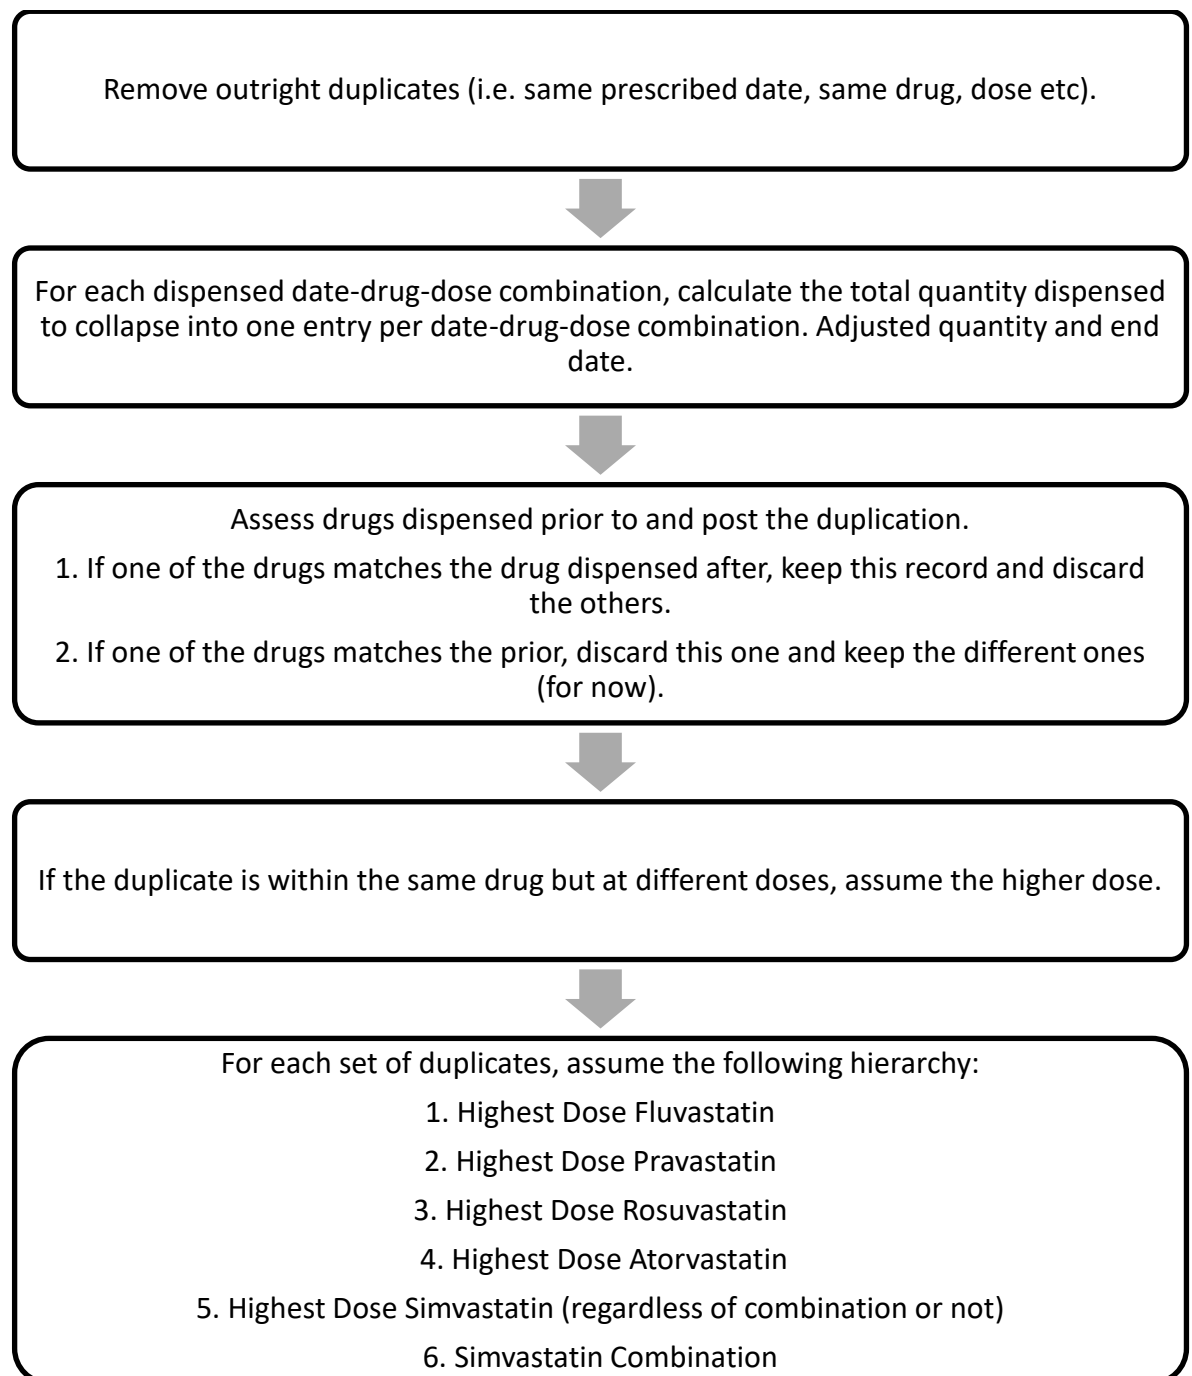 Remove outright duplicates (i.e. same prescribed date, same drug, dose etc).
For each dispensed date-drug-dose combination, calculate the total quantity dispensed
to collapse into one entry per date-drug-dose combination. Adjusted quantity and end
date.
Assess drugs dispensed prior to and post the duplication.
1. If one of the drugs matches the drug dispensed after, keep this record and discard
the others.
2. If one of the drugs matches the prior, discard this one and keep the different ones
(for now).
If the duplicate is within the same drug but at different doses, assume the higher dose.
For each set of duplicates, assume the following hierarchy:
1. Highest Dose Fluvastatin
2. Highest Dose Pravastatin
3. Highest Dose Rosuvastatin
4. Highest Dose Atorvastatin
5. Highest Dose Simvastatin (regardless of combination or not)
6. Simvastatin Combination